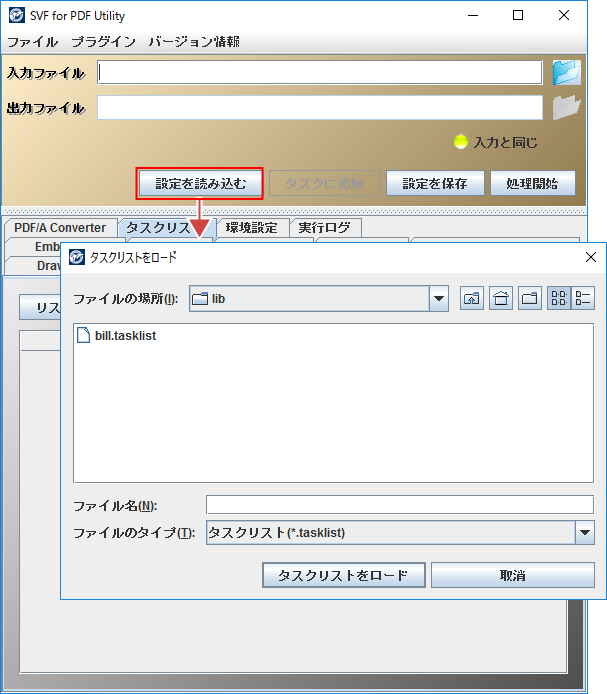 SVF for PDF Utility
ファイル プラグイン バージョン情報
入力ファイル
出力ファイル
入力と同じ
設定を読み込む タスクに追加 設定を保存 処理開始
PDF/A Converter タスクリス 環境設定 実行ログ
Emb
Draw
タスクリストをロード
ファイルの場所(I): lib
リス
bill.tasklist
ファイル名(N):
ファイルのタイプ(T): タスクリスト(*.tasklist)
タスクリストをロード 取消